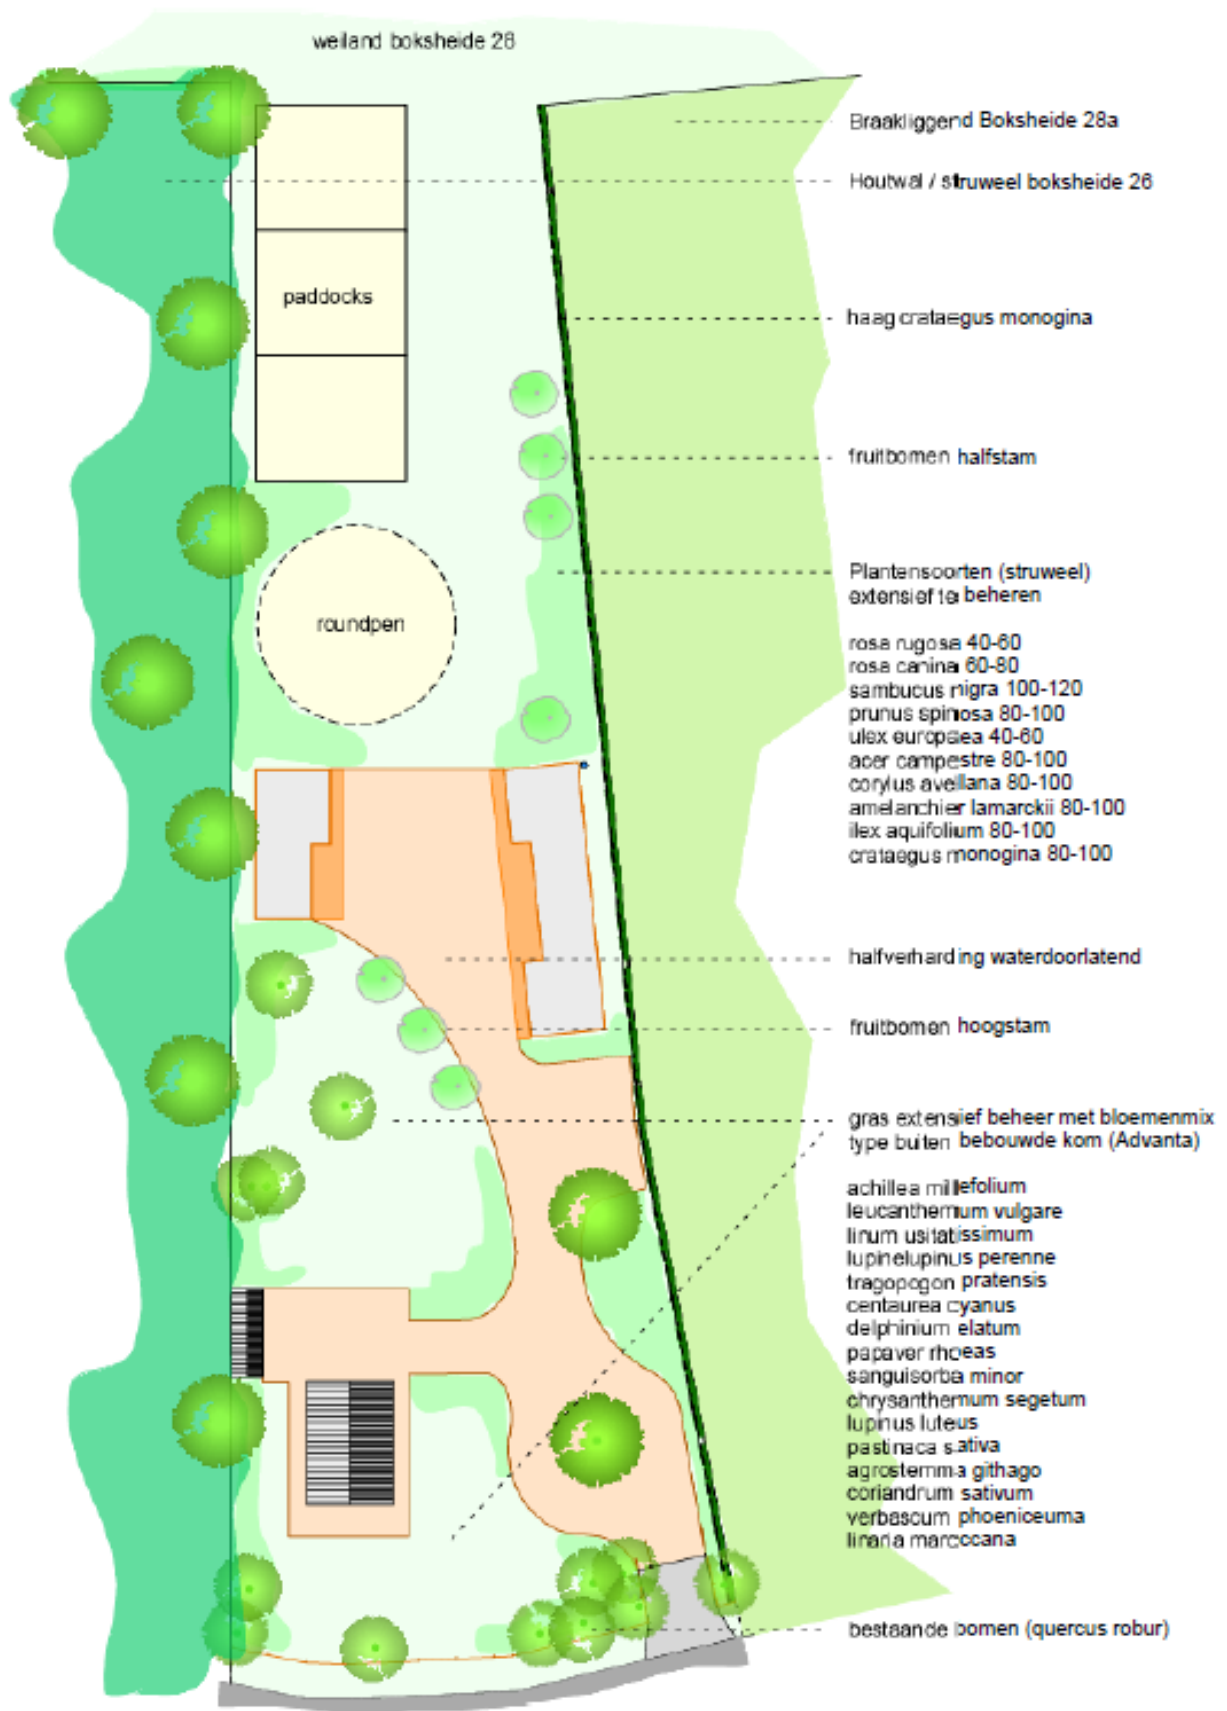 weiland boksheide 28
Braakliggend Boksheide 28a
Houtwal / struweel boksheide 26
haag crataegus monogina
paddocks
fruitbomen halfstam
Plantensoorten (struweel)
extensief te beheren
roundpen
rosa rugosa 40-60
rosa canina 60-80
sambucus nigra 100-120
prunus spinosa 80-100
ulex europaea 40-60
acer campestre 80-100
corylus avellana 80-100
amelanchier lamarckii 80-100
ilex aquifolium 80-100
crataegus monogina 80-100
halfverharding waterdoorlatend
fruitbomen hoogstam
gras extensief beheer met bloemenmix
type buiten bebouwde kom (Advanta)
achillea millefolium
leucanthemum vulgare
linum usitatissimum
lupinelupinus perenne
tragopogon pratensis
centaurea cyanus
delphinium elatum
papaver rhoeas
sanguisorba minor
chrysanthemum segetum
lupinus luteus
pastinaca sativa
agrostemma githago
coriandrum sativum
verbascum phoeniceuma
linaria maroccana
bestaande bomen (quercus robur)